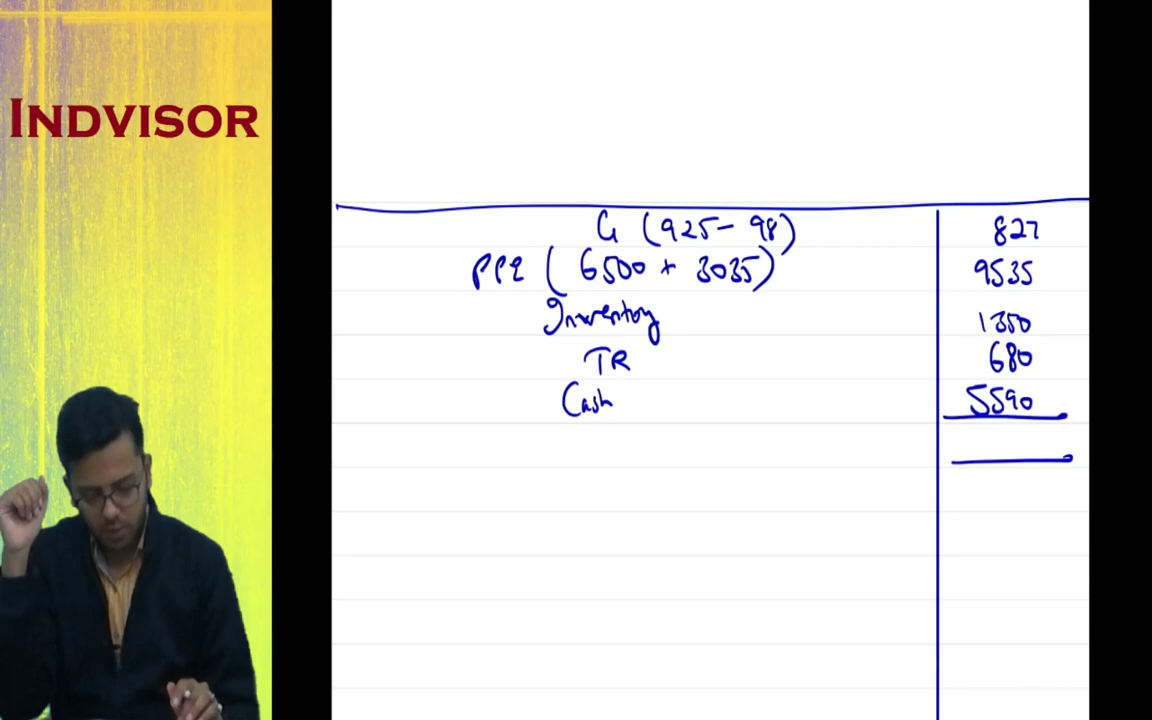 INDVISOR
G (925 - 98) 827
PPE ( 6500 + 3035) 9535
Inventory 1350
TR 680
Cash 5590